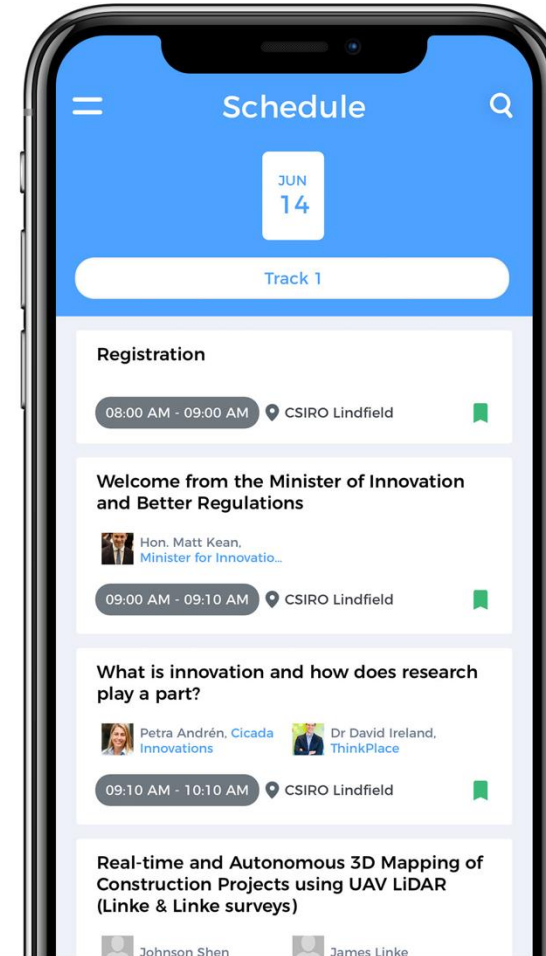 Schedule
JUN
14
Track 1
Registration
08:00 AM - 09:00 AM CSIRO Lindfield
Welcome from the Minister of Innovation
and Better Regulations
Hon. Matt Kean,
Minister for Innovatio...
09:00 AM - 09:10 AM CSIRO Lindfield
What is innovation and how does research
play a part?
Petra Andrén, Cicada
Innovations
Dr David Ireland,
ThinkPlace
09:10 AM - 10:10 AM CSIRO Lindfield
Real-time and Autonomous 3D Mapping of
Construction Projects using UAV LiDAR
(Linke & Linke surveys)
Johnson Shen
James Linke